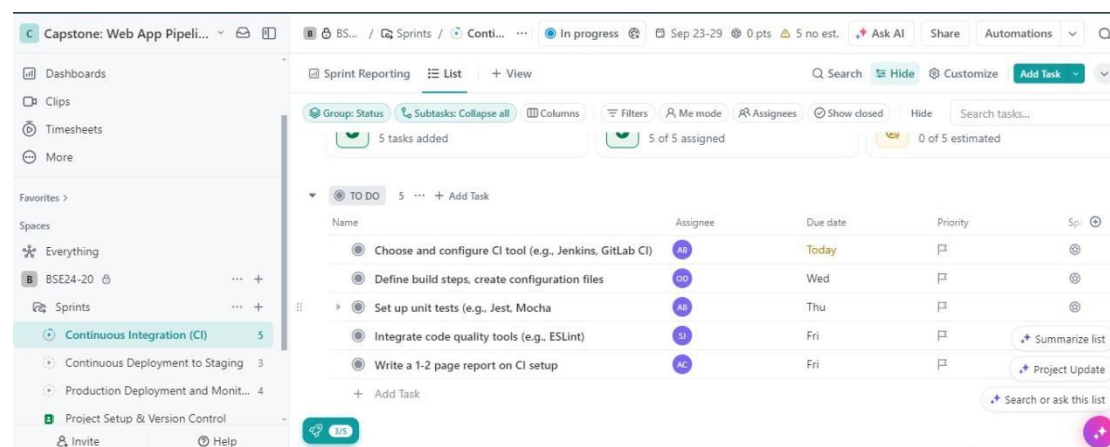 C Capstone: Web App Pipeli...
Dashboards
Clips
Timesheets
More
Favorites >
Spaces
Everything
B BSE24-20
Sprints
Continuous Integration (CI) 5
Continuous Deployment to Staging 3
Production Deployment and Monit... 4
Project Setup & Version Control
Invite Help
B BS... / Sprints / Conti... ... In progress Sep 23-29 0 pts 5 no est. Ask AI Share Automations
Sprint Reporting List + View Search Hide Customize Add Task
Group: Status Subtasks: Collapse all Columns Filters Me mode Assignees Show closed Hide Search tasks...
5 tasks added 5 of 5 assigned 0 of 5 estimated
TO DO 5 ... + Add Task
Name Assignee Due date Priority Spr
Choose and configure CI tool (e.g., Jenkins, GitLab CI) AB Today
Define build steps, create configuration files OD Wed
Set up unit tests (e.g., Jest, Mocha AB Thu
Integrate code quality tools (e.g., ESLint) SJ Fri
Summarize list
Write a 1-2 page report on CI setup AC Fri
Project Update
+ Add Task
Search or ask this list
3/5